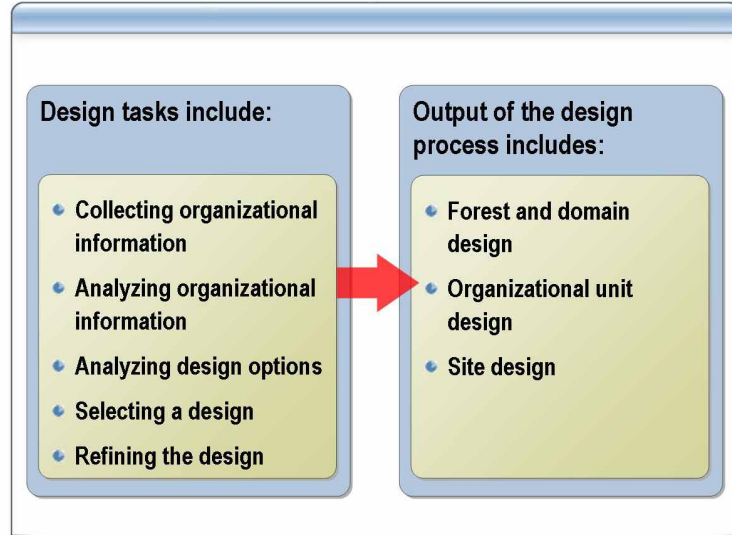 Design tasks include:
Collecting organizational
information
Analyzing organizational
information
Analyzing design options
Selecting a design
Refining the design
Output of the design
process includes:
Forest and domain
design
Organizational unit
design
Site design